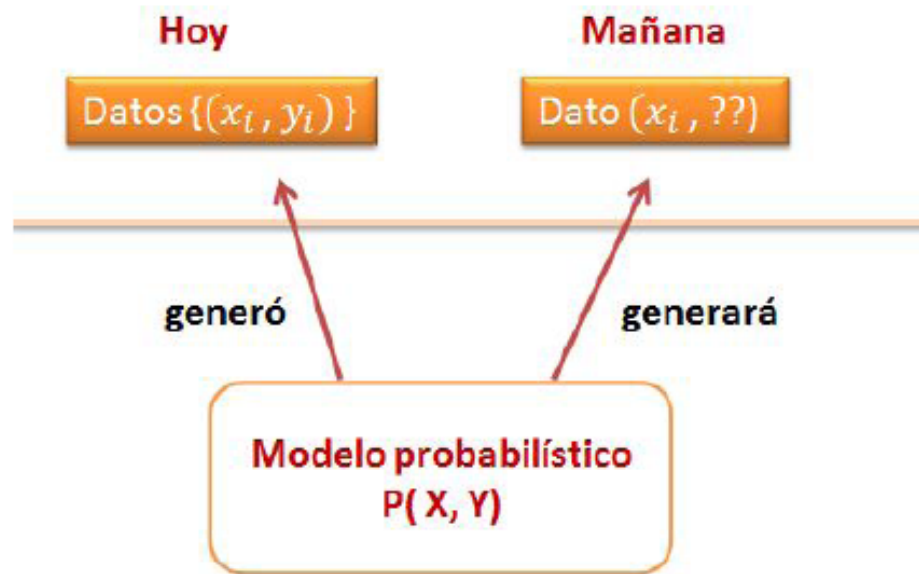 Hoy
Mañana
Datos {(xᵢ , yᵢ) }
Dato (xᵢ , ??)
generó
generará
Modelo probabilístico
P( X, Y)